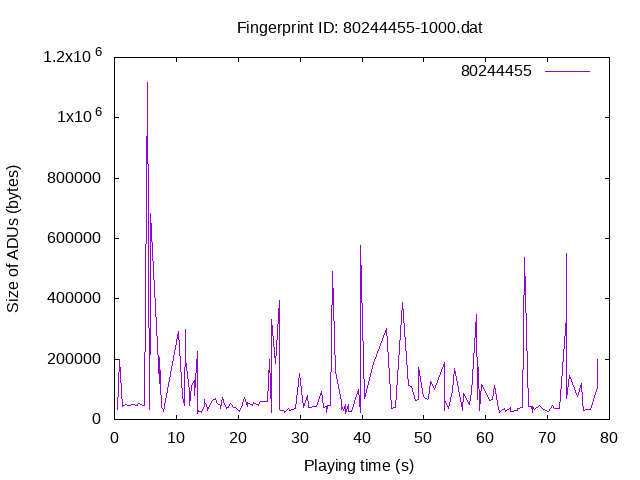 Fingerprint ID: 80244455-1000.dat
1.2x10^6
80244455
1x10^6
800000
600000
400000
200000
0
0 10 20 30 40 50 60 70 80
Size of ADUs (bytes)
Playing time (s)